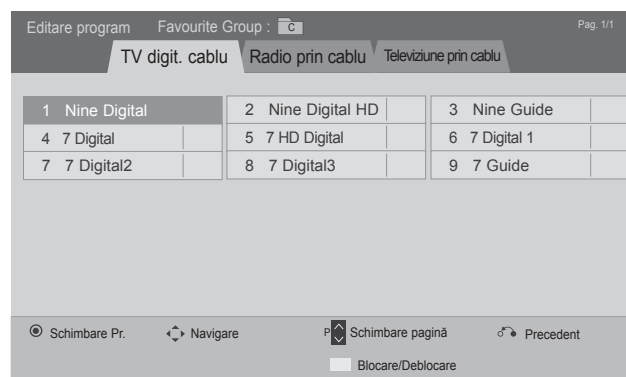 Editare program Favourite Group : C Pag. 1/1
TV digit. cablu Radio prin cablu Televiziune prin cablu
1 Nine Digital 2 Nine Digital HD 3 Nine Guide
4 7 Digital 5 7 HD Digital 6 7 Digital 1
7 7 Digital2 8 7 Digital3 9 7 Guide
Schimbare Pr. Navigare P Schimbare pagină Precedent
Blocare/Deblocare